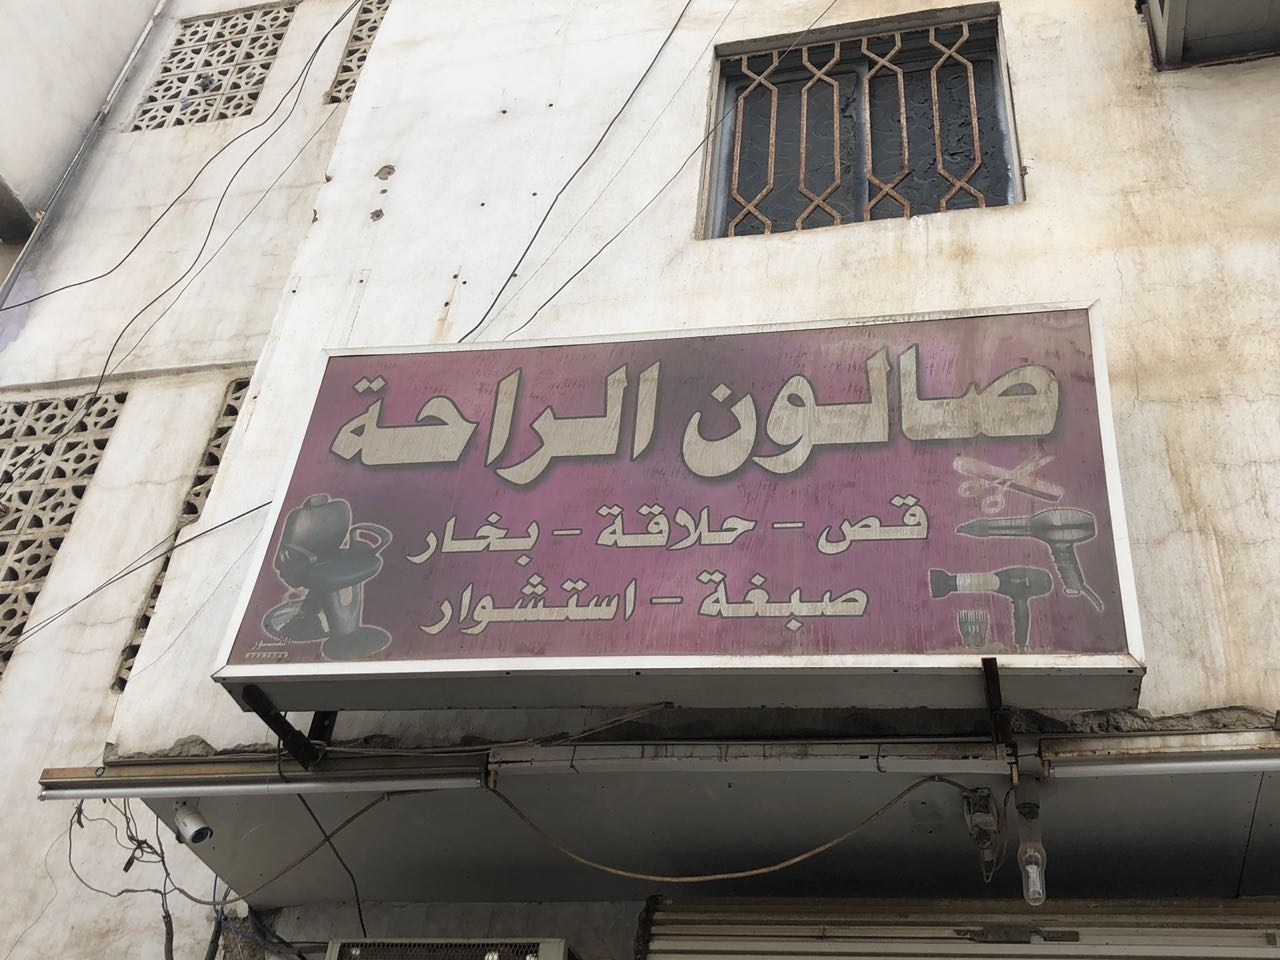 صالون الراحة
قص - حلاقة - بخار
صبغة - استشوار